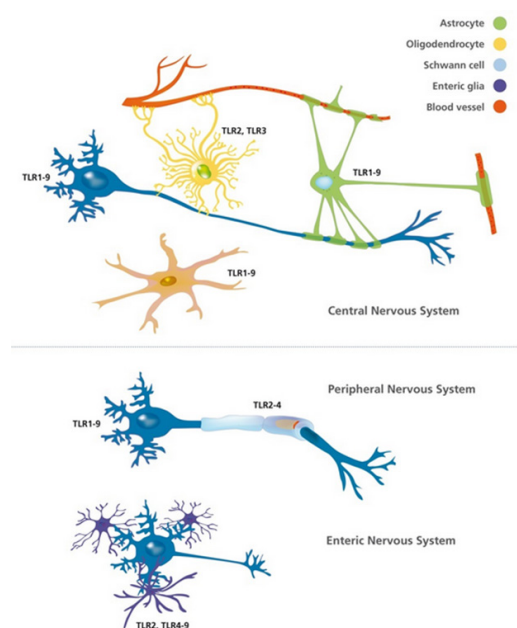 Astrocyte
Oligodendrocyte
Schwann cell
Enteric glia
Blood vessel
TLR2, TLR3
TLR1-9
TLR1-9
TLR1-9
Central Nervous System
Peripheral Nervous System
TLR2-4
TLR1-9
Enteric Nervous System
TLR2, TLR4-9